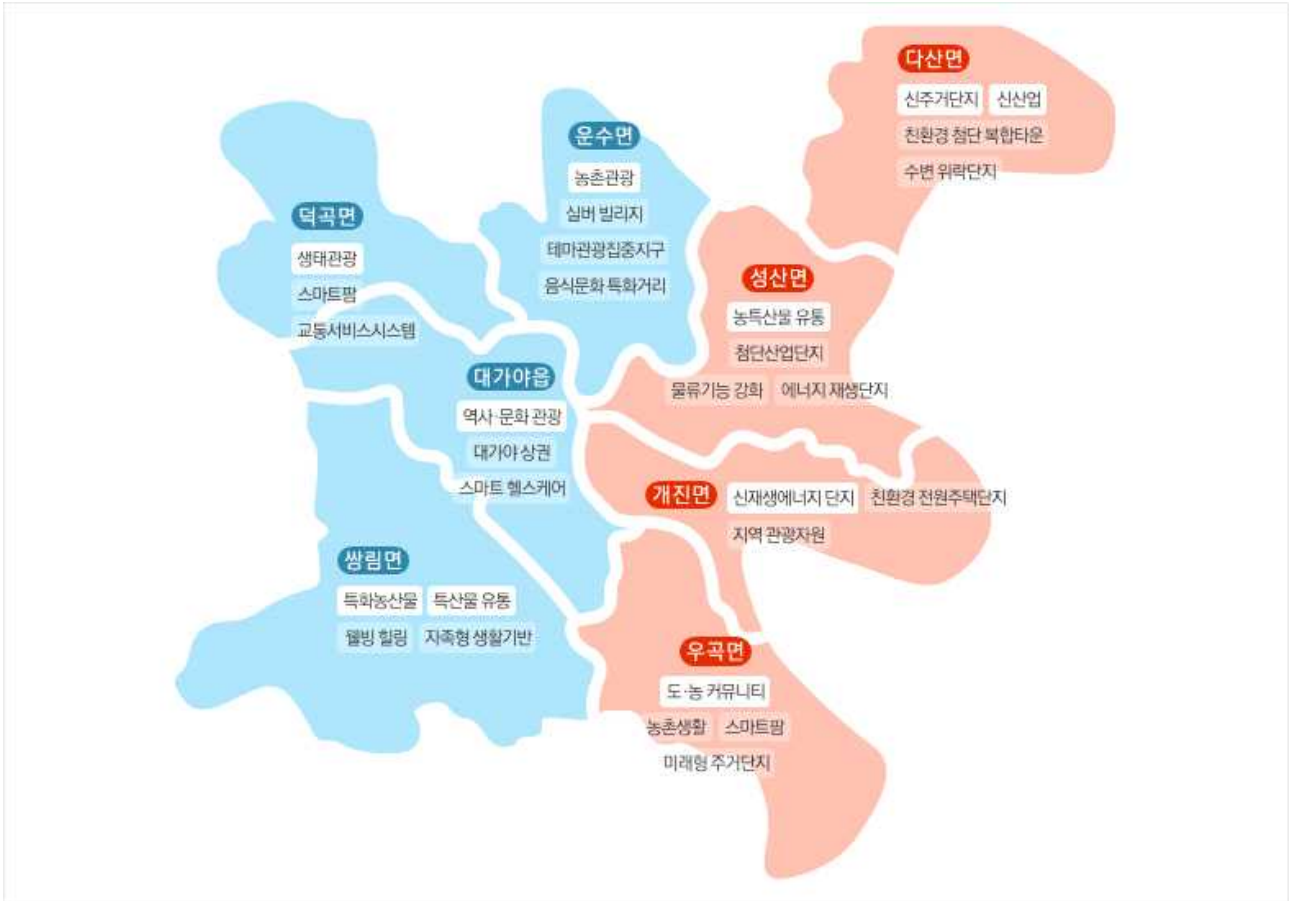 다산면
신주거단지 신산업
친환경 첨단 복합타운
수변 위락단지
운수면
농촌관광
실버 빌리지
테마관광집중지구
음식문화 특화거리
덕곡면
생태관광
스마트팜
교통서비스시스템
성산면
농특산물 유통
첨단산업단지
물류기능 강화 에너지 재생단지
대가야읍
역사·문화 관광
대가야 상권
스마트 헬스케어
개진면 신재생에너지 단지 친환경 전원주택단지
지역 관광자원
쌍림면
특화농산물 특산물 유통
웰빙 힐링 자족형 생활기반
우곡면
도·농 커뮤니티
농촌생활 스마트팜
미래형 주거단지